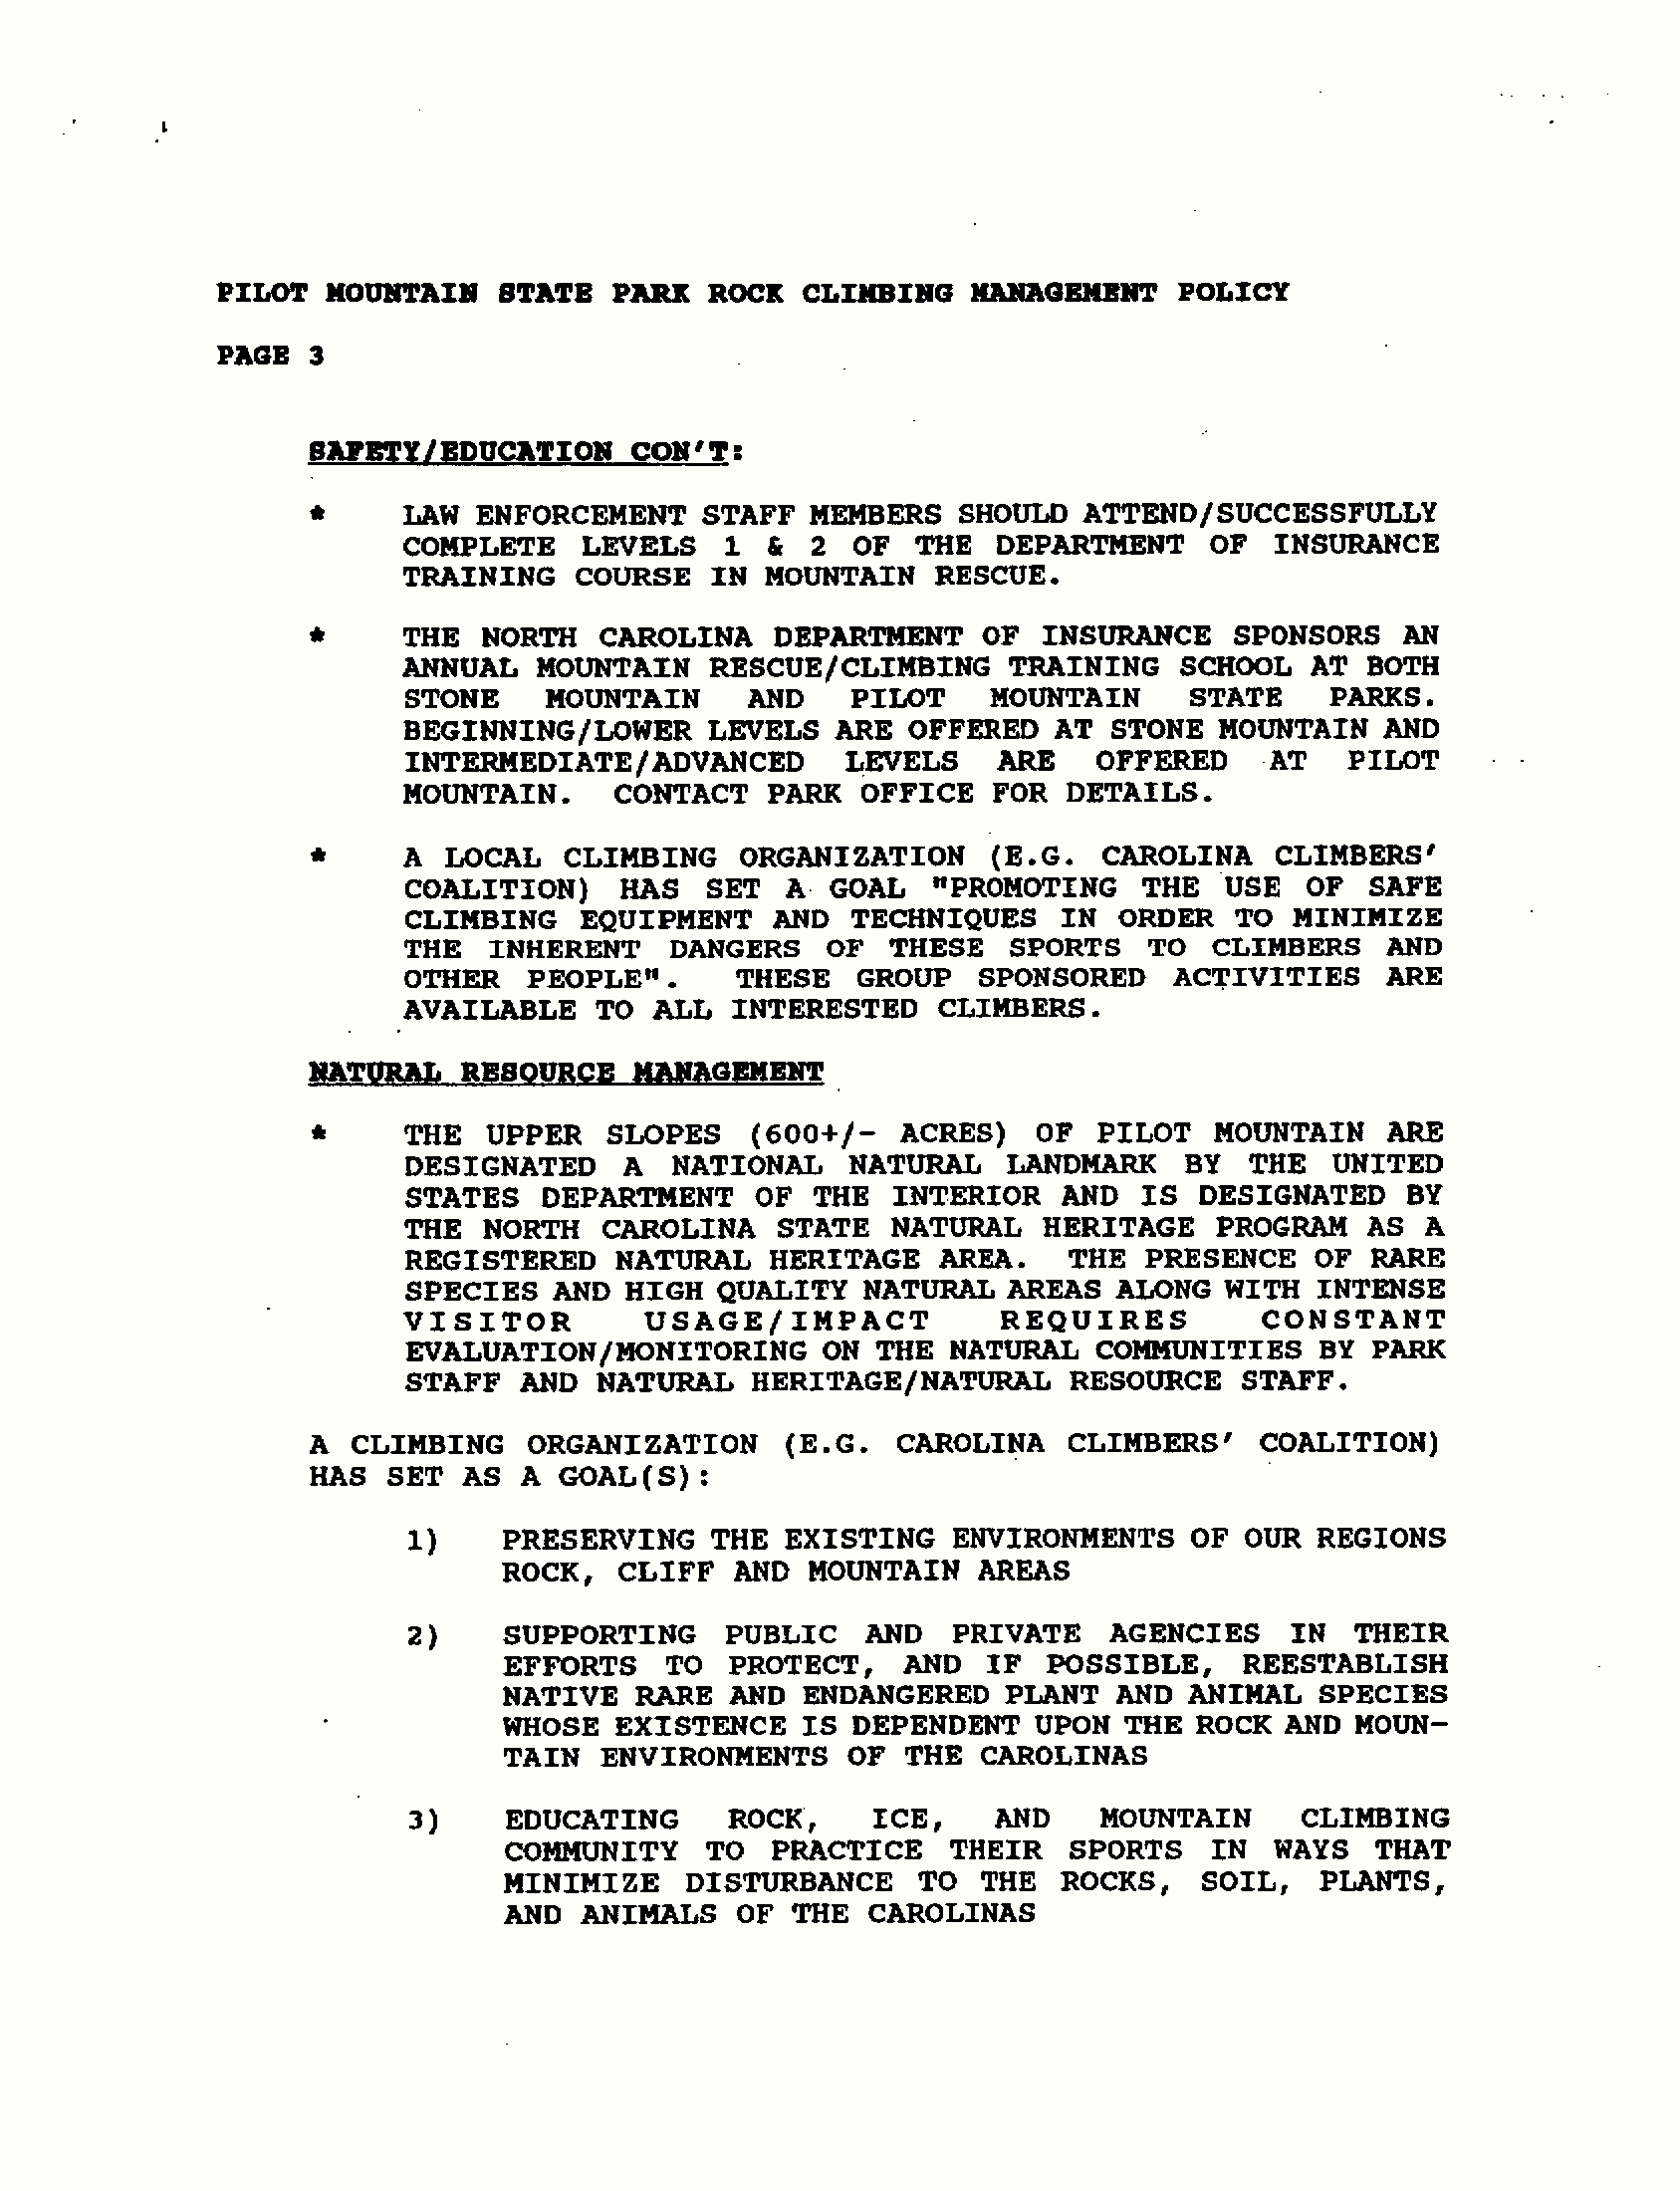 PILOT MOUNTAIN STATE PARK ROCK CLIMBING MANAGEMENT POLICY
PAGE 3
SAFETY/EDUCATION CON'T:
* LAW ENFORCEMENT STAFF MEMBERS SHOULD ATTEND/SUCCESSFULLY
COMPLETE LEVELS 1 & 2 OF THE DEPARTMENT OF INSURANCE
TRAINING COURSE IN MOUNTAIN RESCUE.
* THE NORTH CAROLINA DEPARTMENT OF INSURANCE SPONSORS AN
ANNUAL MOUNTAIN RESCUE/CLIMBING TRAINING SCHOOL AT BOTH
STONE MOUNTAIN AND PILOT MOUNTAIN STATE PARKS.
BEGINNING/LOWER LEVELS ARE OFFERED AT STONE MOUNTAIN AND
INTERMEDIATE/ADVANCED LEVELS ARE OFFERED AT PILOT
MOUNTAIN. CONTACT PARK OFFICE FOR DETAILS.
* A LOCAL CLIMBING ORGANIZATION (E.G. CAROLINA CLIMBERS'
COALITION) HAS SET A GOAL "PROMOTING THE USE OF SAFE
CLIMBING EQUIPMENT AND TECHNIQUES IN ORDER TO MINIMIZE
THE INHERENT DANGERS OF THESE SPORTS TO CLIMBERS AND
OTHER PEOPLE". THESE GROUP SPONSORED ACTIVITIES ARE
AVAILABLE TO ALL INTERESTED CLIMBERS.
NATURAL RESOURCE MANAGEMENT
* THE UPPER SLOPES (600+/- ACRES) OF PILOT MOUNTAIN ARE
DESIGNATED A NATIONAL NATURAL LANDMARK BY THE UNITED
STATES DEPARTMENT OF THE INTERIOR AND IS DESIGNATED BY
THE NORTH CAROLINA STATE NATURAL HERITAGE PROGRAM AS A
REGISTERED NATURAL HERITAGE AREA. THE PRESENCE OF RARE
SPECIES AND HIGH QUALITY NATURAL AREAS ALONG WITH INTENSE
VISITOR USAGE/IMPACT REQUIRES CONSTANT
EVALUATION/MONITORING ON THE NATURAL COMMUNITIES BY PARK
STAFF AND NATURAL HERITAGE/NATURAL RESOURCE STAFF.
A CLIMBING ORGANIZATION (E.G. CAROLINA CLIMBERS' COALITION)
HAS SET AS A GOAL(S):
1) PRESERVING THE EXISTING ENVIRONMENTS OF OUR REGIONS
ROCK, CLIFF AND MOUNTAIN AREAS
2) SUPPORTING PUBLIC AND PRIVATE AGENCIES IN THEIR
EFFORTS TO PROTECT, AND IF POSSIBLE, REESTABLISH
NATIVE RARE AND ENDANGERED PLANT AND ANIMAL SPECIES
WHOSE EXISTENCE IS DEPENDENT UPON THE ROCK AND MOUN-
TAIN ENVIRONMENTS OF THE CAROLINAS
3) EDUCATING ROCK, ICE, AND MOUNTAIN CLIMBING
COMMUNITY TO PRACTICE THEIR SPORTS IN WAYS THAT
MINIMIZE DISTURBANCE TO THE ROCKS, SOIL, PLANTS,
AND ANIMALS OF THE CAROLINAS